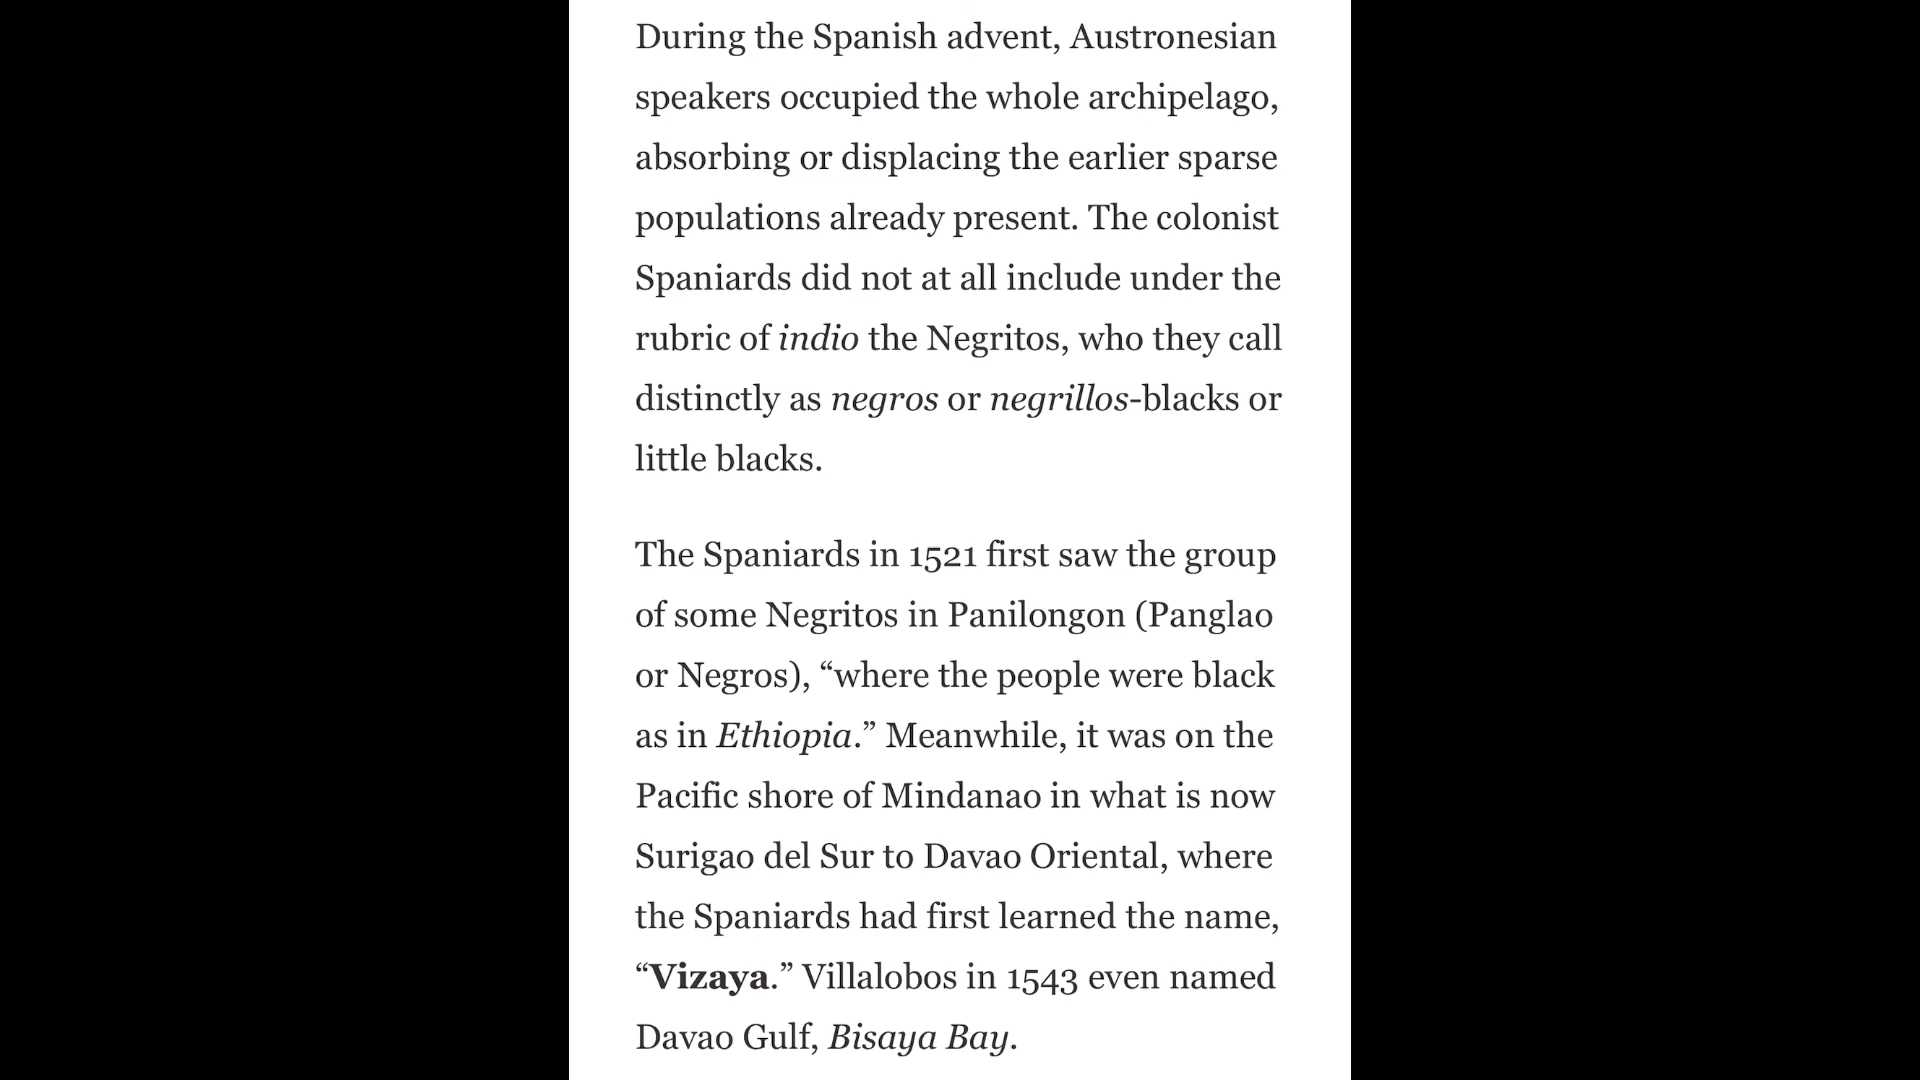 During the Spanish advent, Austronesian
speakers occupied the whole archipelago,
absorbing or displacing the earlier sparse
populations already present. The colonist
Spaniards did not at all include under the
rubric of indio the Negritos, who they call
distinctly as negros or negrillos-blacks or
little blacks.
The Spaniards in 1521 first saw the group
of some Negritos in Panilongon (Panglao
or Negros), “where the people were black
as in Ethiopia.” Meanwhile, it was on the
Pacific shore of Mindanao in what is now
Surigao del Sur to Davao Oriental, where
the Spaniards had first learned the name,
“Vizaya.” Villalobos in 1543 even named
Davao Gulf, Bisaya Bay.